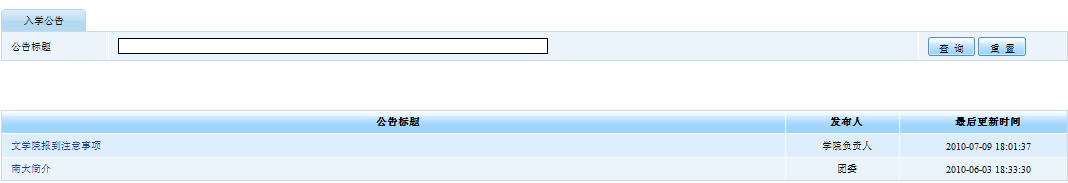 入学公告
公告标题 查 询 重 置
公告标题 发布人 最后更新时间
文学院报到注意事项 学院负责人 2010-07-09 18:01:37
南大简介 团委 2010-06-03 18:33:30